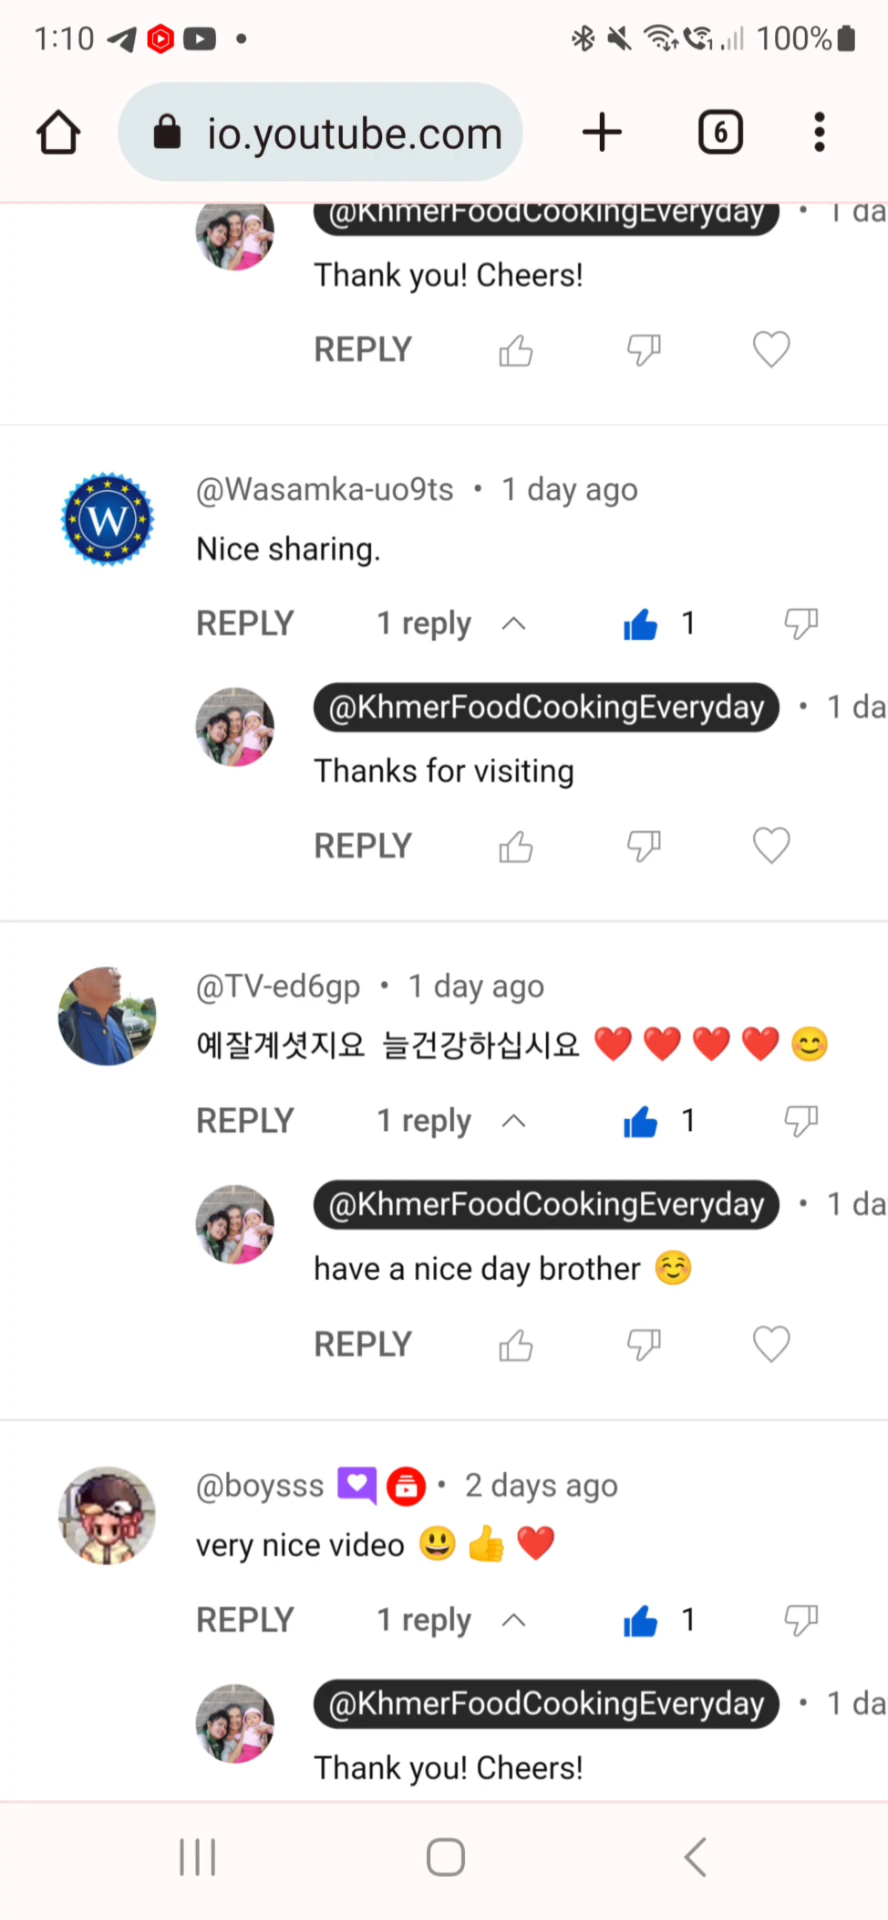 1:10 100%
io.youtube.com 6
@KhmerFoodCookingEveryday • 1 da
Thank you! Cheers!
REPLY
W
@Wasamka-uo9ts • 1 day ago
Nice sharing.
REPLY 1 reply 1
@KhmerFoodCookingEveryday • 1 da
Thanks for visiting
REPLY
@TV-ed6gp • 1 day ago
예잘계셧지요 늘건강하십시요 ❤️ ❤️ ❤️ ❤️ 😊
REPLY 1 reply 1
@KhmerFoodCookingEveryday • 1 da
have a nice day brother ☺️
REPLY
@boysss • 2 days ago
very nice video 😃 👍 ❤️
REPLY 1 reply 1
@KhmerFoodCookingEveryday • 1 da
Thank you! Cheers!